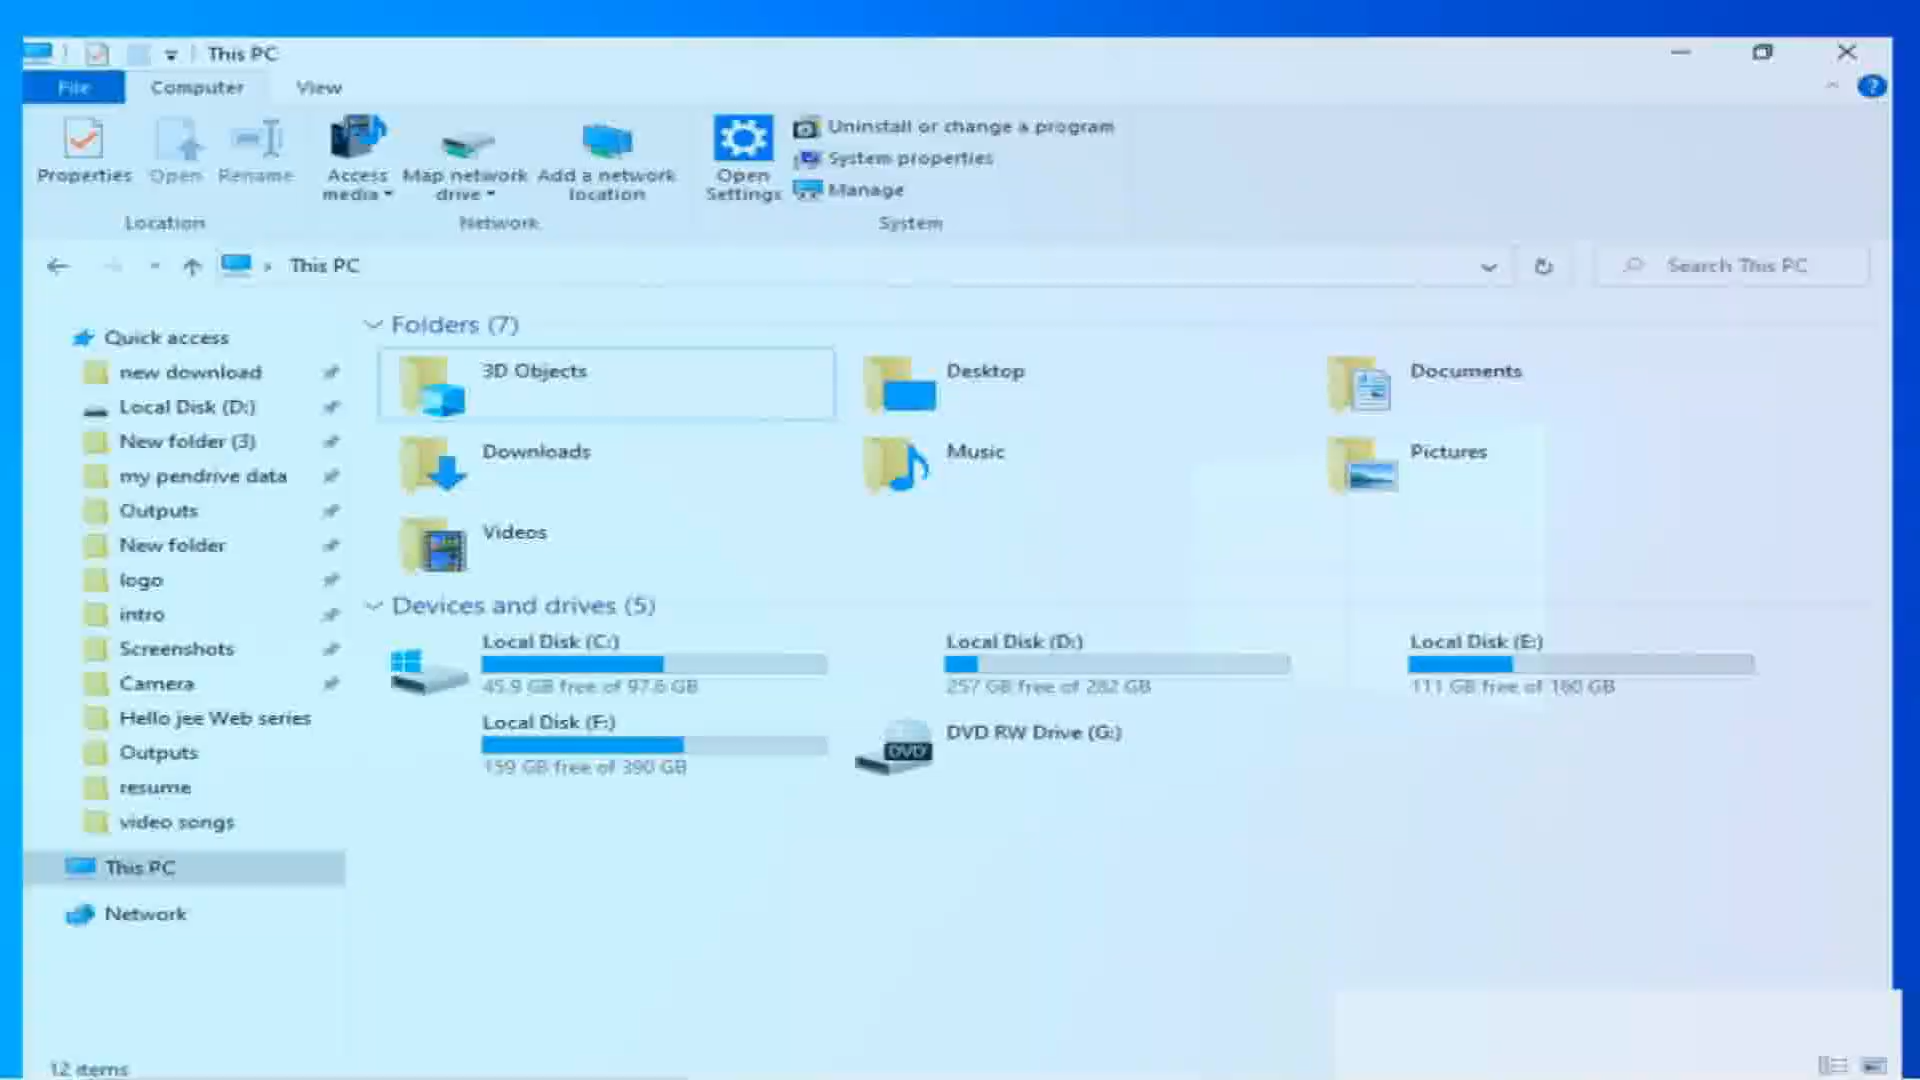 This PC
File Computer View
Properties Open Rename
Access media
Map network drive
Add a network location
Open Settings
Uninstall or change a program
System properties
Manage
Location Network System
This PC
Search This PC
Quick access
new download
Local Disk (D:)
New folder (3)
my pendrive data
Outputs
New folder
logo
intro
Screenshots
Camera
Hello jee Web series
Outputs
resume
video songs
This PC
Network
Folders (7)
3D Objects
Desktop
Documents
Downloads
Music
Pictures
Videos
Devices and drives (5)
Local Disk (C:)
45.9 GB free of 97.6 GB
Local Disk (D:)
257 GB free of 282 GB
Local Disk (E:)
111 GB free of 160 GB
Local Disk (F:)
159 GB free of 390 GB
DVD
DVD RW Drive (G:)
12 items